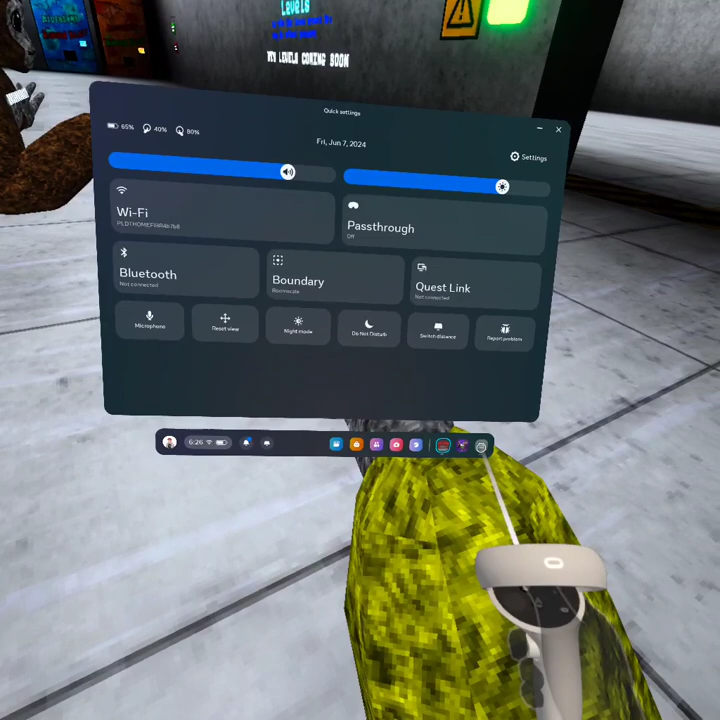 Levels
NEW LEVELS COMING SOON
Quick settings
65% 40% 80%
Fri, Jun 7, 2024
Settings
Wi-Fi
Passthrough
Off
Bluetooth
Not connected
Boundary
Roomscale
Quest Link
Not connected
Microphone
Reset view
Night mode
Do Not Disturb
Switch distance
Report problem
6:26